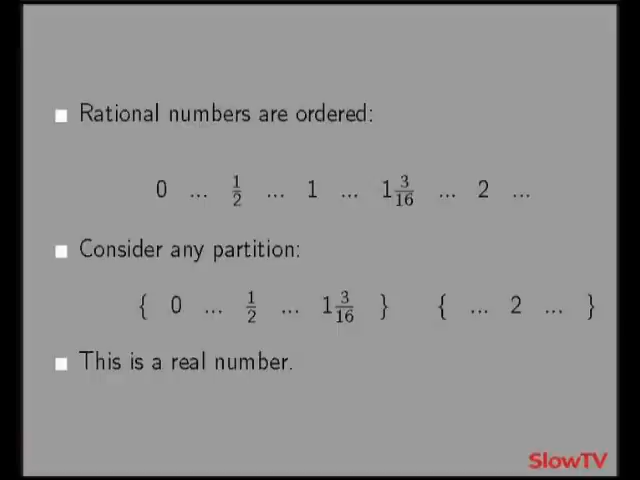 Rational numbers are ordered:
0 ... 1/2 ... 1 ... 1 3/16 ... 2 ...
Consider any partition:
{ 0 ... 1/2 ... 1 3/16 } { ... 2 ... }
This is a real number.
SlowTV